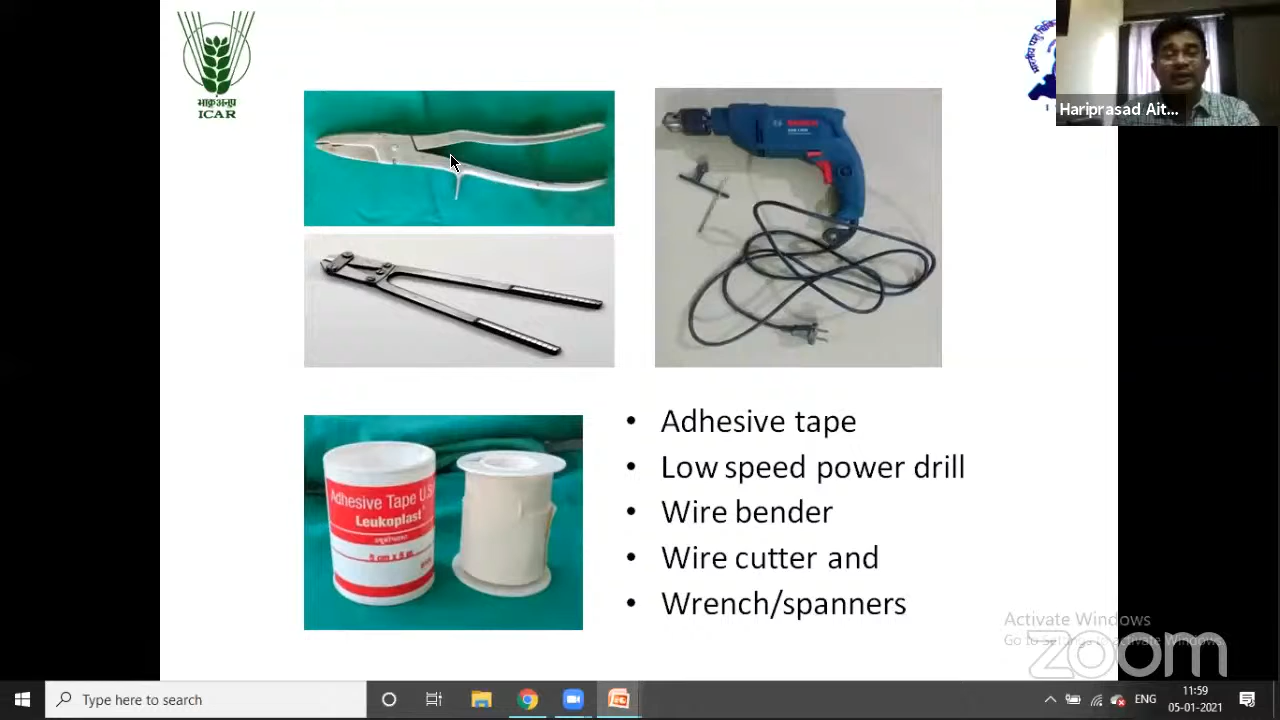 भाकृअनुप
ICAR
Hariprasad Ait...
BOSCH
Adhesive Tape U.S.
Leukoplast
ल्यूकोप्लास्ट
5 cm x 5 m
• Adhesive tape
• Low speed power drill
• Wire bender
• Wire cutter and
• Wrench/spanners
Activate Windows
Go to Settings to activate Windows.
zoom
Type here to search
ENG
11:59
05-01-2021